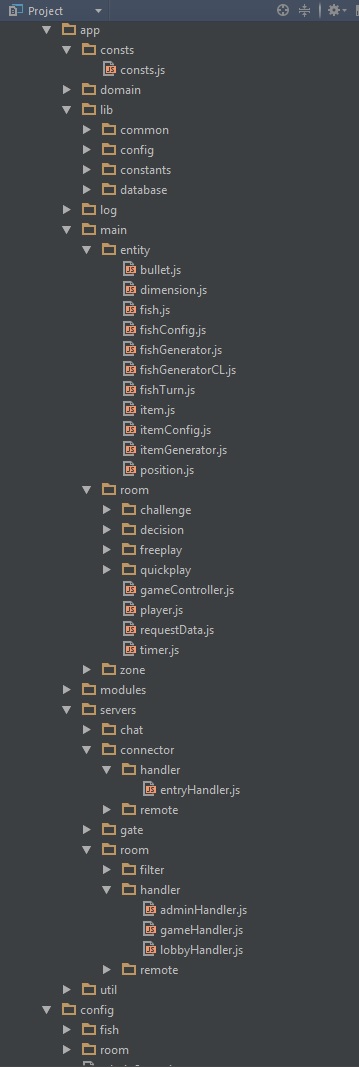 Project
app
consts
consts.js
domain
lib
common
config
constants
database
log
main
entity
bullet.js
dimension.js
fish.js
fishConfig.js
fishGenerator.js
fishGeneratorCL.js
fishTurn.js
item.js
itemConfig.js
itemGenerator.js
position.js
room
challenge
decision
freeplay
quickplay
gameController.js
player.js
requestData.js
timer.js
zone
modules
servers
chat
connector
handler
entryHandler.js
remote
gate
room
filter
handler
adminHandler.js
gameHandler.js
lobbyHandler.js
remote
util
config
fish
room